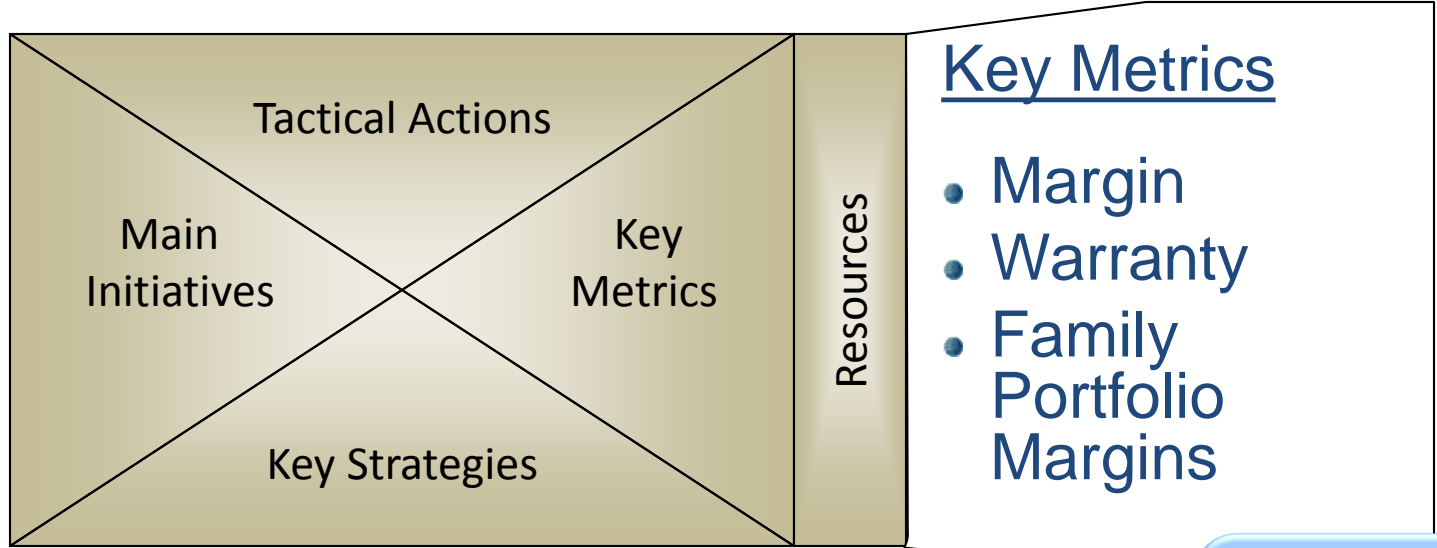 Tactical Actions
Main
Initiatives
Key
Metrics
Key Strategies
Resources
Key Metrics
Margin
Warranty
Family
Portfolio
Margins